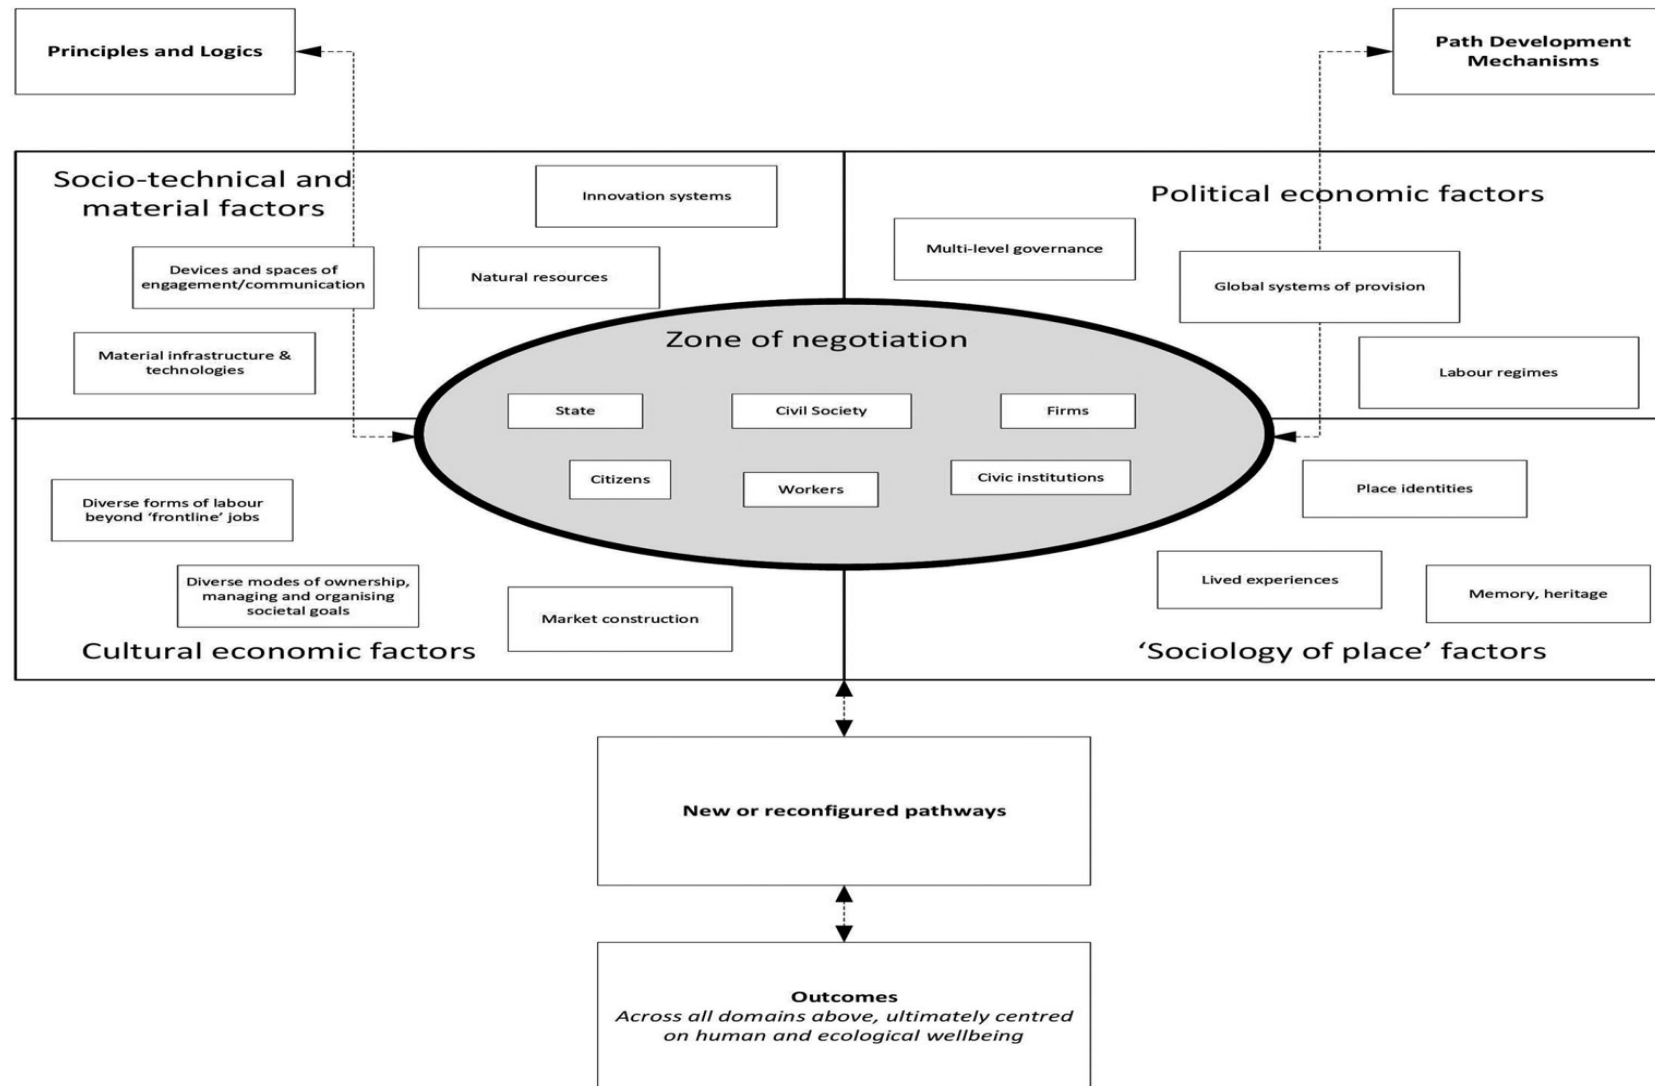 Principles and Logics
Path Development
Mechanisms
Socio-technical and
material factors
Innovation systems
Devices and spaces of
engagement/communication
Natural resources
Material infrastructure &
technologies
Political economic factors
Multi-level governance
Global systems of provision
Labour regimes
Zone of negotiation
State
Civil Society
Firms
Citizens
Workers
Civic institutions
Diverse forms of labour
beyond ‘frontline’ jobs
Diverse modes of ownership,
managing and organising
societal goals
Market construction
Cultural economic factors
Place identities
Lived experiences
Memory, heritage
‘Sociology of place’ factors
New or reconfigured pathways
Outcomes
Across all domains above, ultimately centred
on human and ecological wellbeing